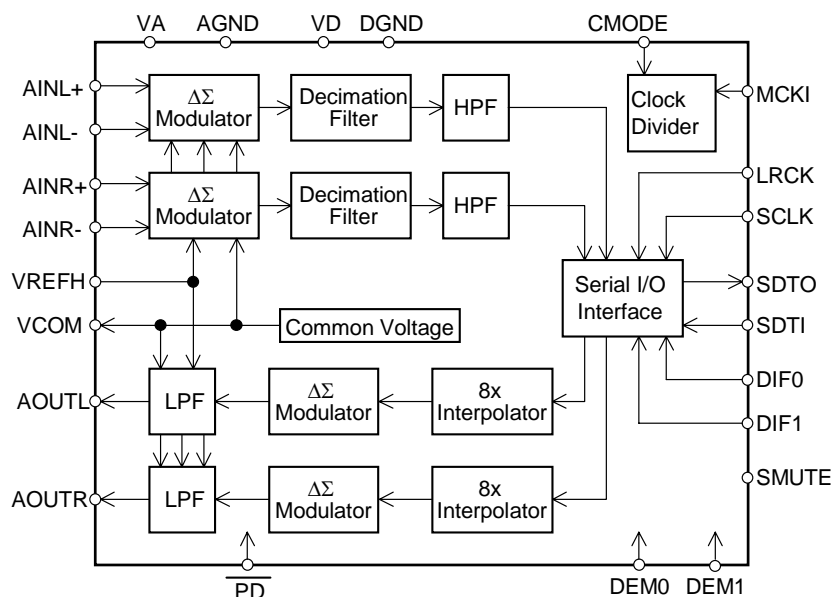 VA AGND VD DGND CMODE
AINL+
AINL-
AINR+
AINR-
VREFH
VCOM
AOUTL
AOUTR
ΔΣ
Modulator
Decimation
Filter
HPF
Clock
Divider
MCKI
ΔΣ
Modulator
Decimation
Filter
HPF
LRCK
SCLK
Serial I/O
Interface
SDTO
SDTI
DIF0
DIF1
SMUTE
Common Voltage
LPF
ΔΣ
Modulator
8x
Interpolator
LPF
ΔΣ
Modulator
8x
Interpolator
PD DEM0 DEM1